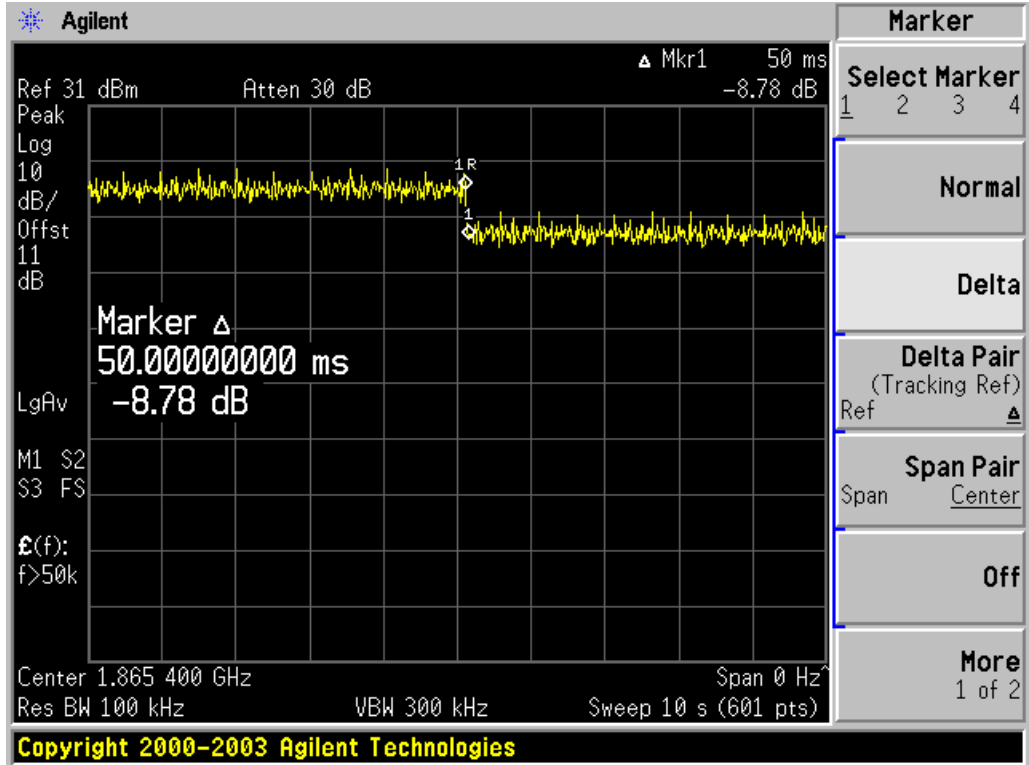 Agilent
Marker
Δ Mkr1 50 ms
Ref 31 dBm Atten 30 dB -8.78 dB
Peak
Log
10
dB/
Offst
11
dB
1R
1
Marker Δ
50.00000000 ms
-8.78 dB
LgAv
M1 S2
S3 FS
£(f):
f>50k
Center 1.865 400 GHz Span 0 Hz^
Res BW 100 kHz VBW 300 kHz Sweep 10 s (601 pts)
Copyright 2000-2003 Agilent Technologies
Select Marker
1 2 3 4
Normal
Delta
Delta Pair
(Tracking Ref)
Ref Δ
Span Pair
Span Center
Off
More
1 of 2